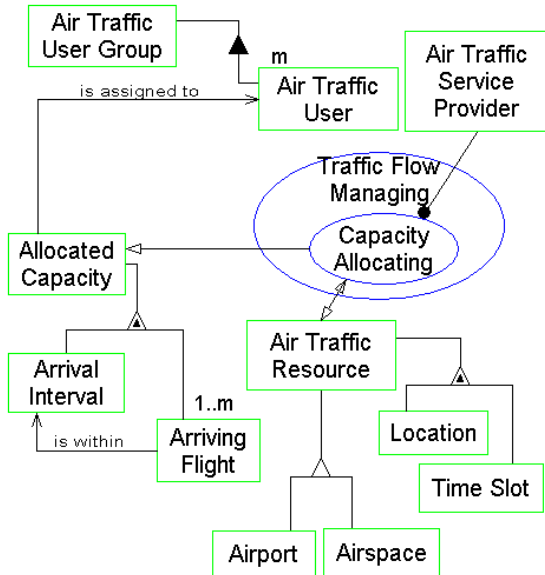 Air Traffic
User Group
m
Air Traffic
Service
Provider
is assigned to
Air Traffic
User
Traffic Flow
Managing
Capacity
Allocating
Allocated
Capacity
Air Traffic
Resource
Arrival
Interval
1..m
is within
Arriving
Flight
Location
Time Slot
Airport
Airspace